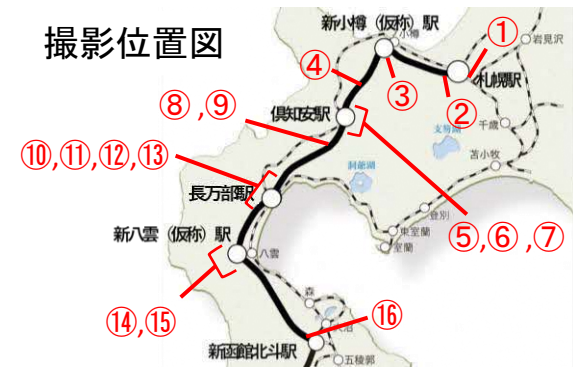 撮影位置図
新小樽(仮称)駅
小樽
①
岩見沢
④
札幌駅
③
②
⑧,⑨
倶知安駅
千歳
支笏湖
⑩,⑪,⑫,⑬
苫小牧
洞爺湖
長万部駅
登別
⑤,⑥,⑦
東室蘭
室蘭
新八雲(仮称)駅
八雲
⑭,⑮
森
⑯
大沼
新函館北斗駅
五稜郭